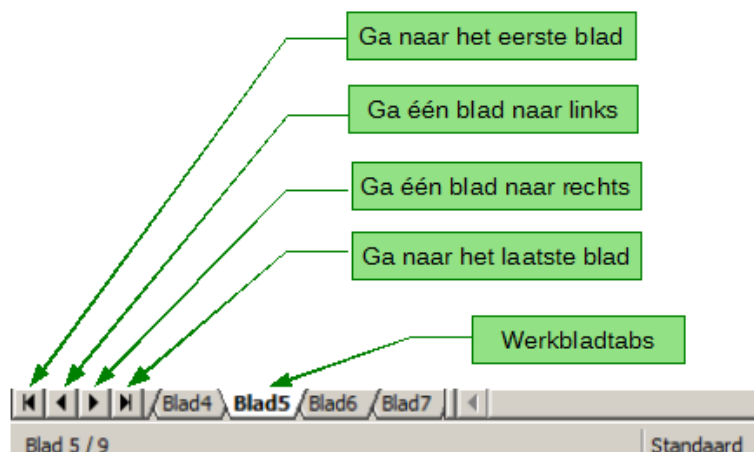 Ga naar het eerste blad
Ga één blad naar links
Ga één blad naar rechts
Ga naar het laatste blad
Werkbladtabs
Blad4 Blad5 Blad6 Blad7
Blad 5 / 9 Standaard